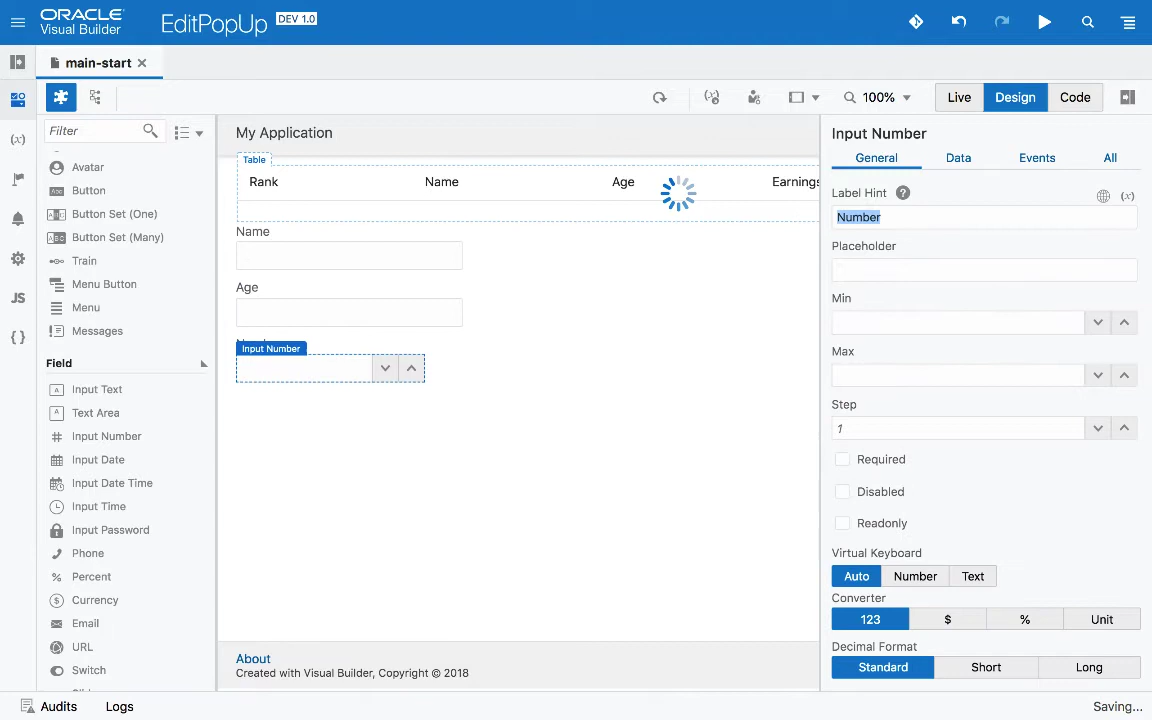 ORACLE
Visual Builder
EditPopUp
DEV 1.0
main-start
100%
Live
Design
Code
Filter
Avatar
Button
Button Set (One)
Button Set (Many)
Train
Menu Button
Menu
Messages
Field
Input Text
Text Area
Input Number
Input Date
Input Date Time
Input Time
Input Password
Phone
Percent
Currency
Email
URL
Switch
(x)
JS
{ }
My Application
Table
Rank
Name
Age
Earnings
Name
Age
Input Number
About
Created with Visual Builder, Copyright © 2018
Input Number
General
Data
Events
All
Label Hint
(x)
Number
Placeholder
Min
Max
Step
1
Required
Disabled
Readonly
Virtual Keyboard
Auto
Number
Text
Converter
123
$
%
Unit
Decimal Format
Standard
Short
Long
Audits
Logs
Saving...